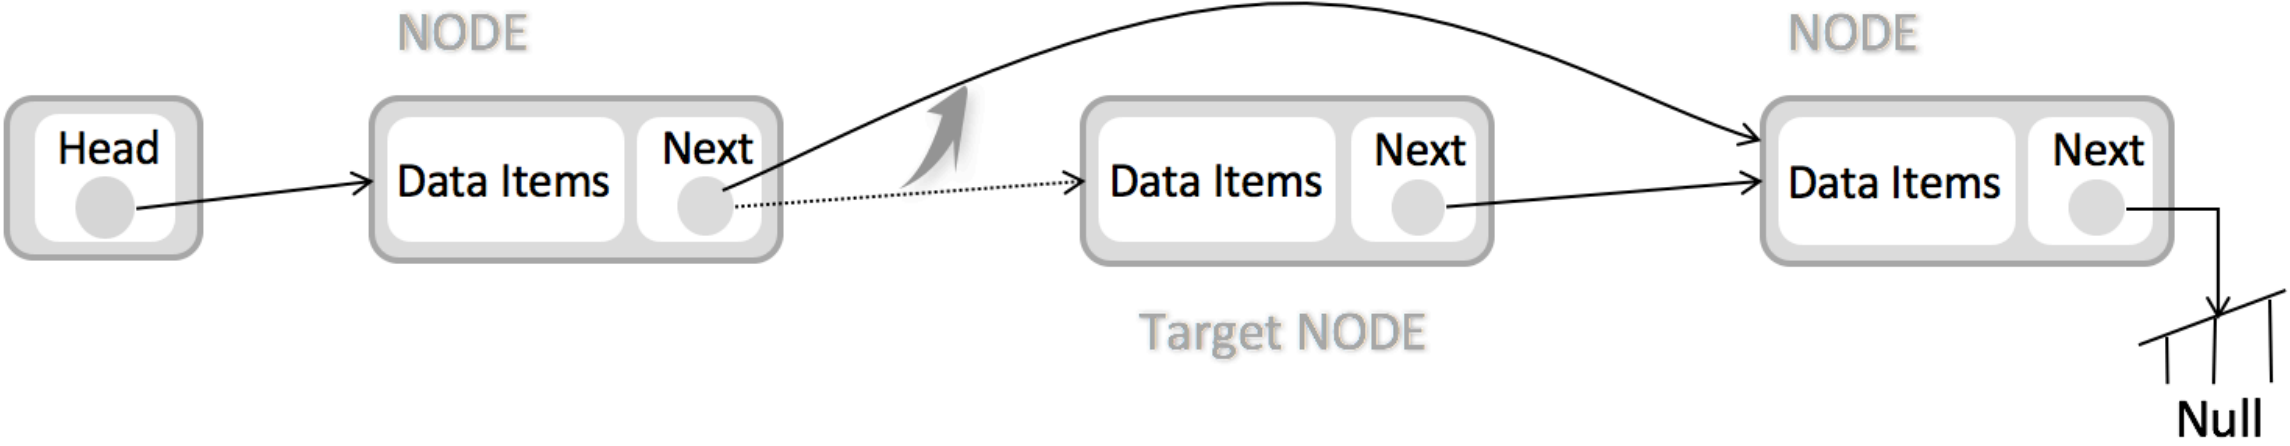 NODE
NODE
Head
Data Items
Next
Data Items
Next
Data Items
Next
Target NODE
Null